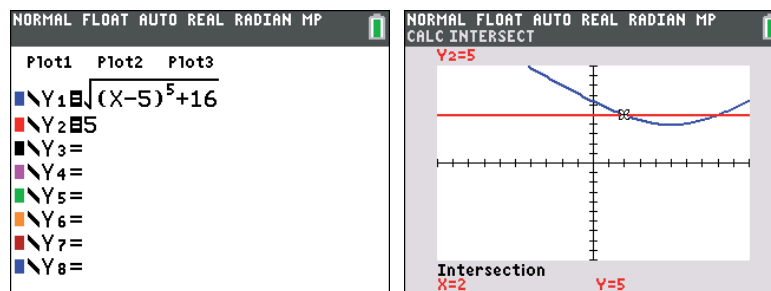 NORMAL FLOAT AUTO REAL RADIAN MP
Plot1 Plot2 Plot3
\Y1=√(X-5)⁵+16
\Y2=5
\Y3=
\Y4=
\Y5=
\Y6=
\Y7=
\Y8=
NORMAL FLOAT AUTO REAL RADIAN MP
CALC INTERSECT
Y2=5
Intersection
X=2 Y=5